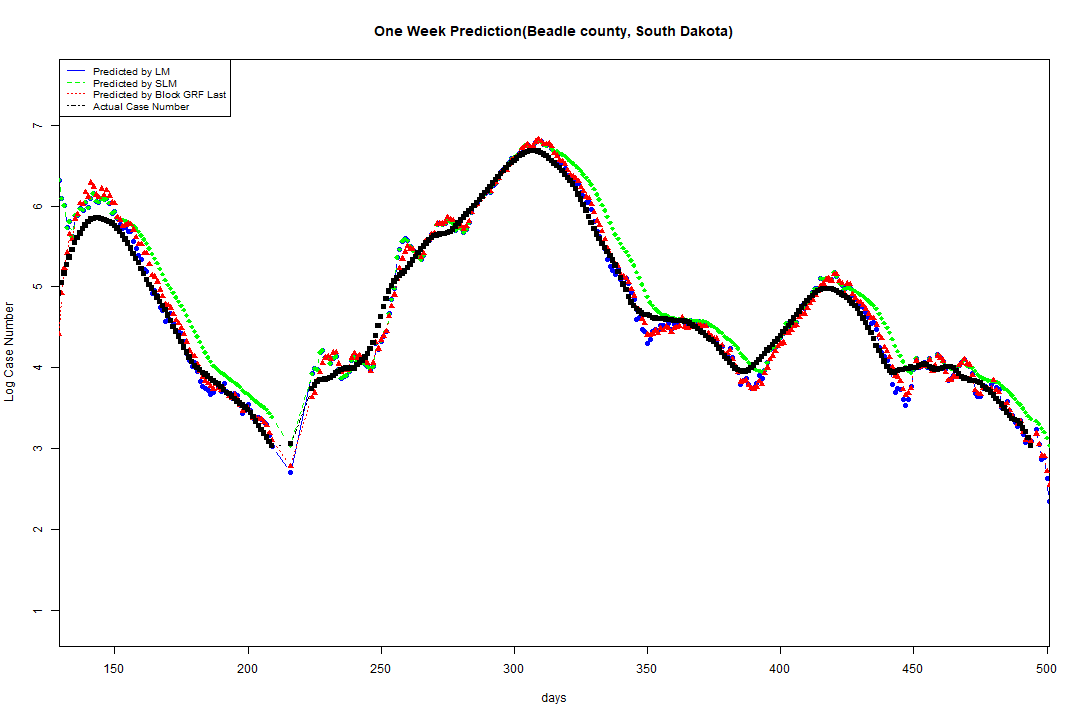 One Week Prediction(Beadle county, South Dakota)
Predicted by LM
Predicted by SLM
Predicted by Block GRF Last
Actual Case Number
7
6
5
4
3
2
1
Log Case Number
150 200 250 300 350 400 450 500
days